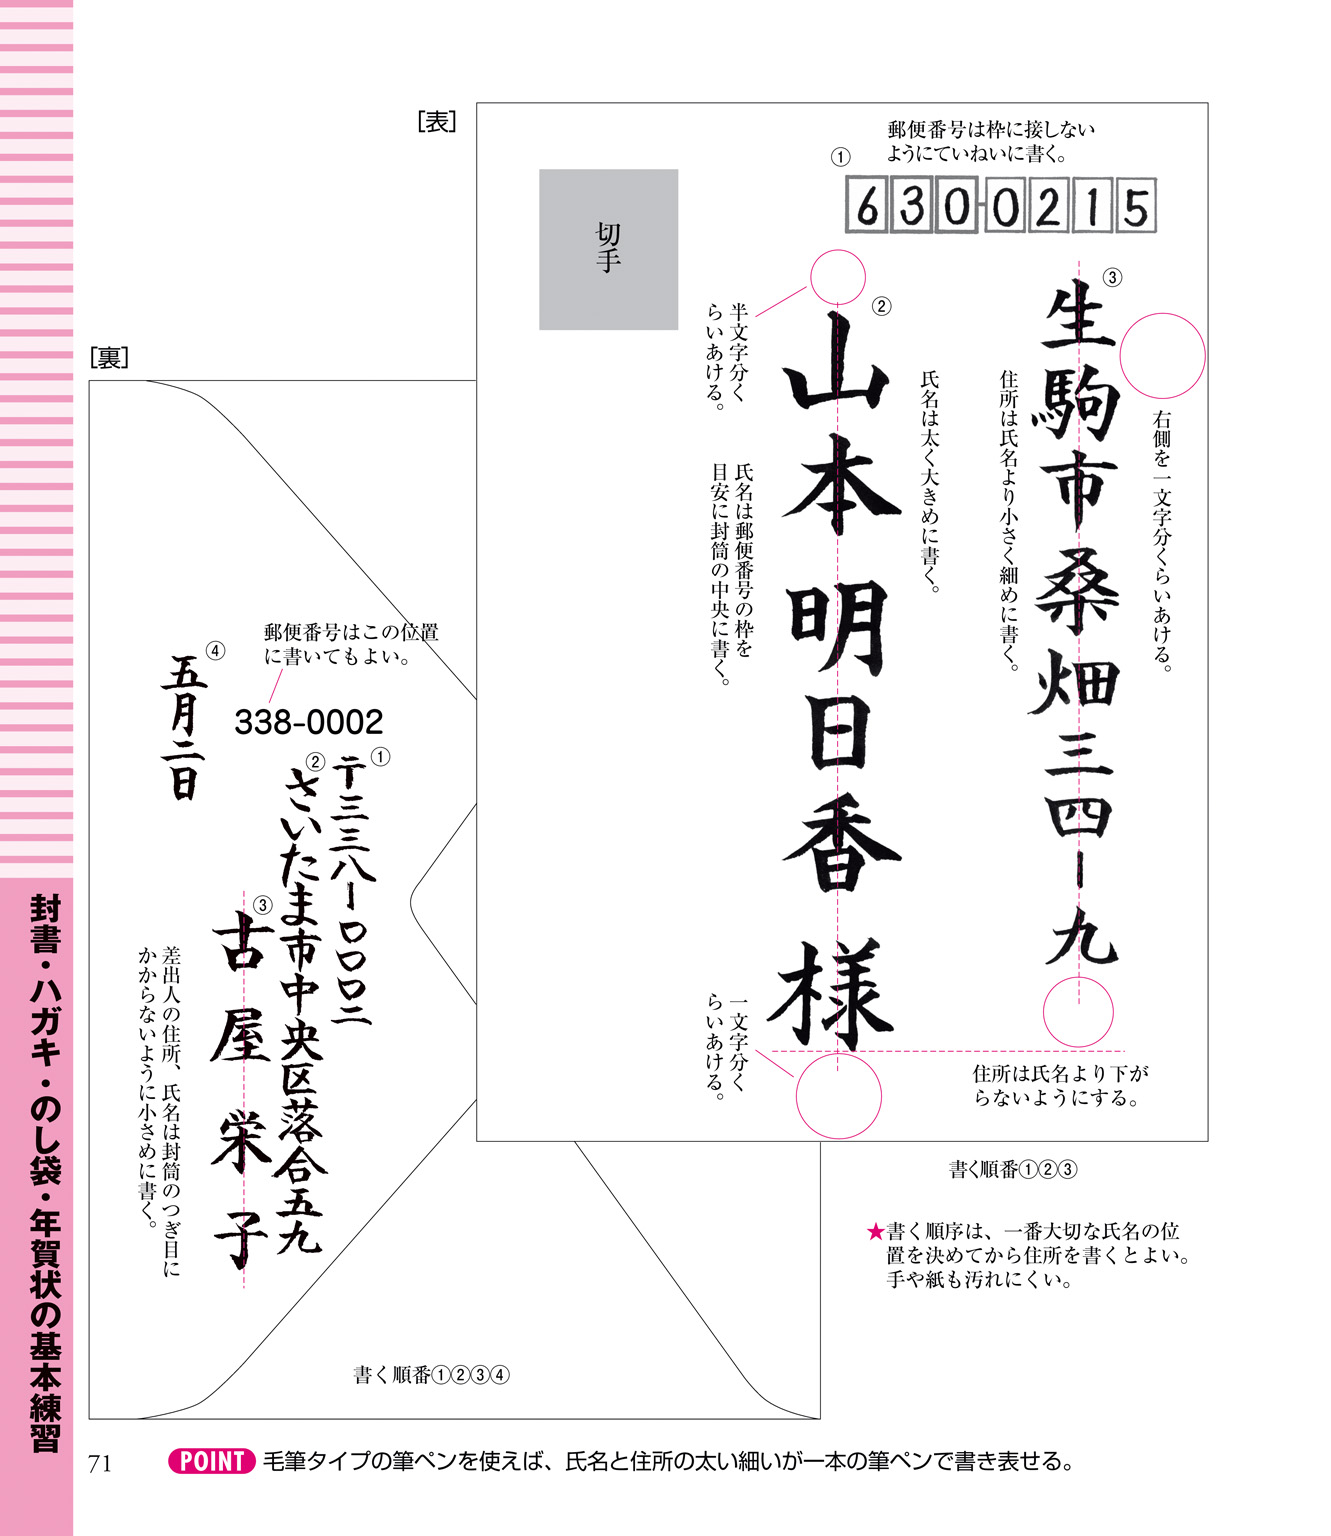 [表]
郵便番号は枠に接しない
ようにていねいに書く。
①
630-0215
切手
③
生駒市桑畑三四ー九
右側を一文字分くらいあける。
住所は氏名より小さく細めに書く。
②
山本明日香様
氏名は太く大きめに書く。
半文字分く
らいあける。
氏名は郵便番号の枠を
目安に封筒の中央に書く。
一文字分く
らいあける。
住所は氏名より下が
らないようにする。
書く順番①②③
★書く順序は、一番大切な氏名の位
置を決めてから住所を書くとよい。
手や紙も汚れにくい。
[裏]
郵便番号はこの位置
に書いてもよい。
338-0002
①
〒三三八ー〇〇〇二
②
さいたま市中央区落合五九
③
古屋栄子
④
五月二日
差出人の住所、氏名は封筒のつぎ目に
かからないように小さめに書く。
書く順番①②③④
封書・ハガキ・のし袋・年賀状の基本練習
71
POINT 毛筆タイプの筆ペンを使えば、氏名と住所の太い細いが一本の筆ペンで書き表せる。